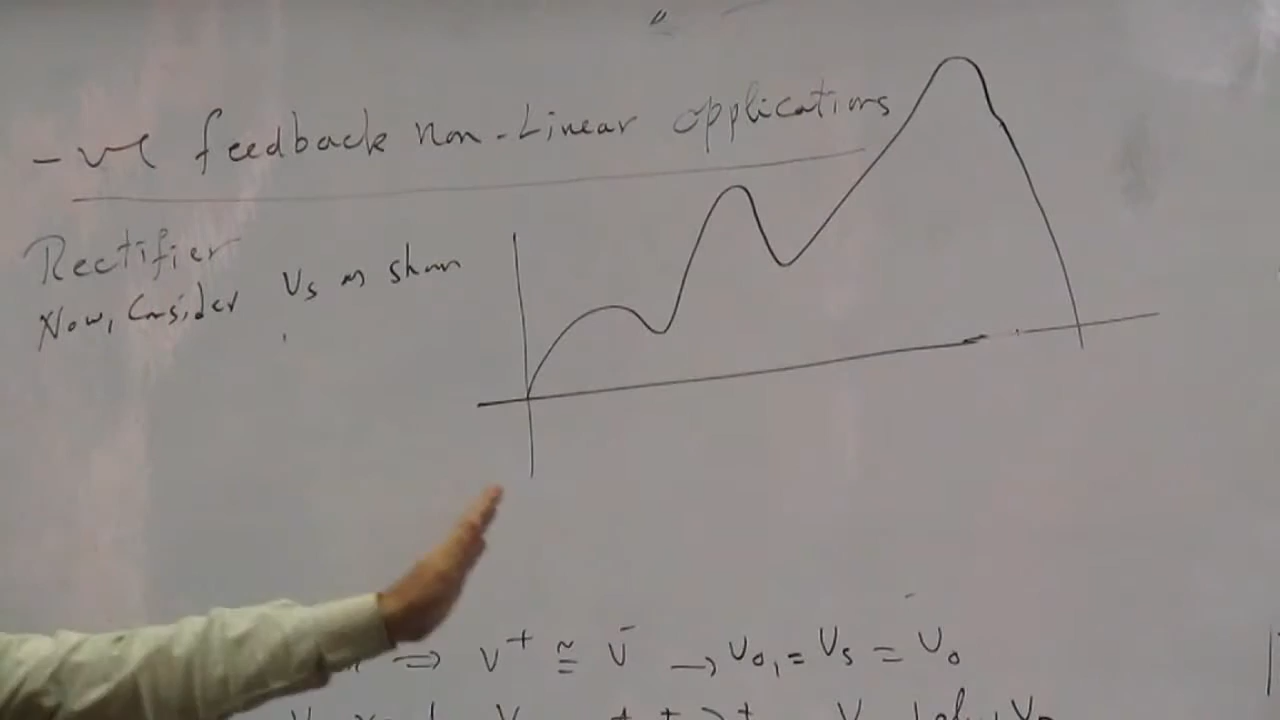 -ve feedback Non-Linear applications
Rectifier
Now, Consider Vs as shown
⇒ V⁺ ≅ V⁻ → Vo₁ = Vs = Vo